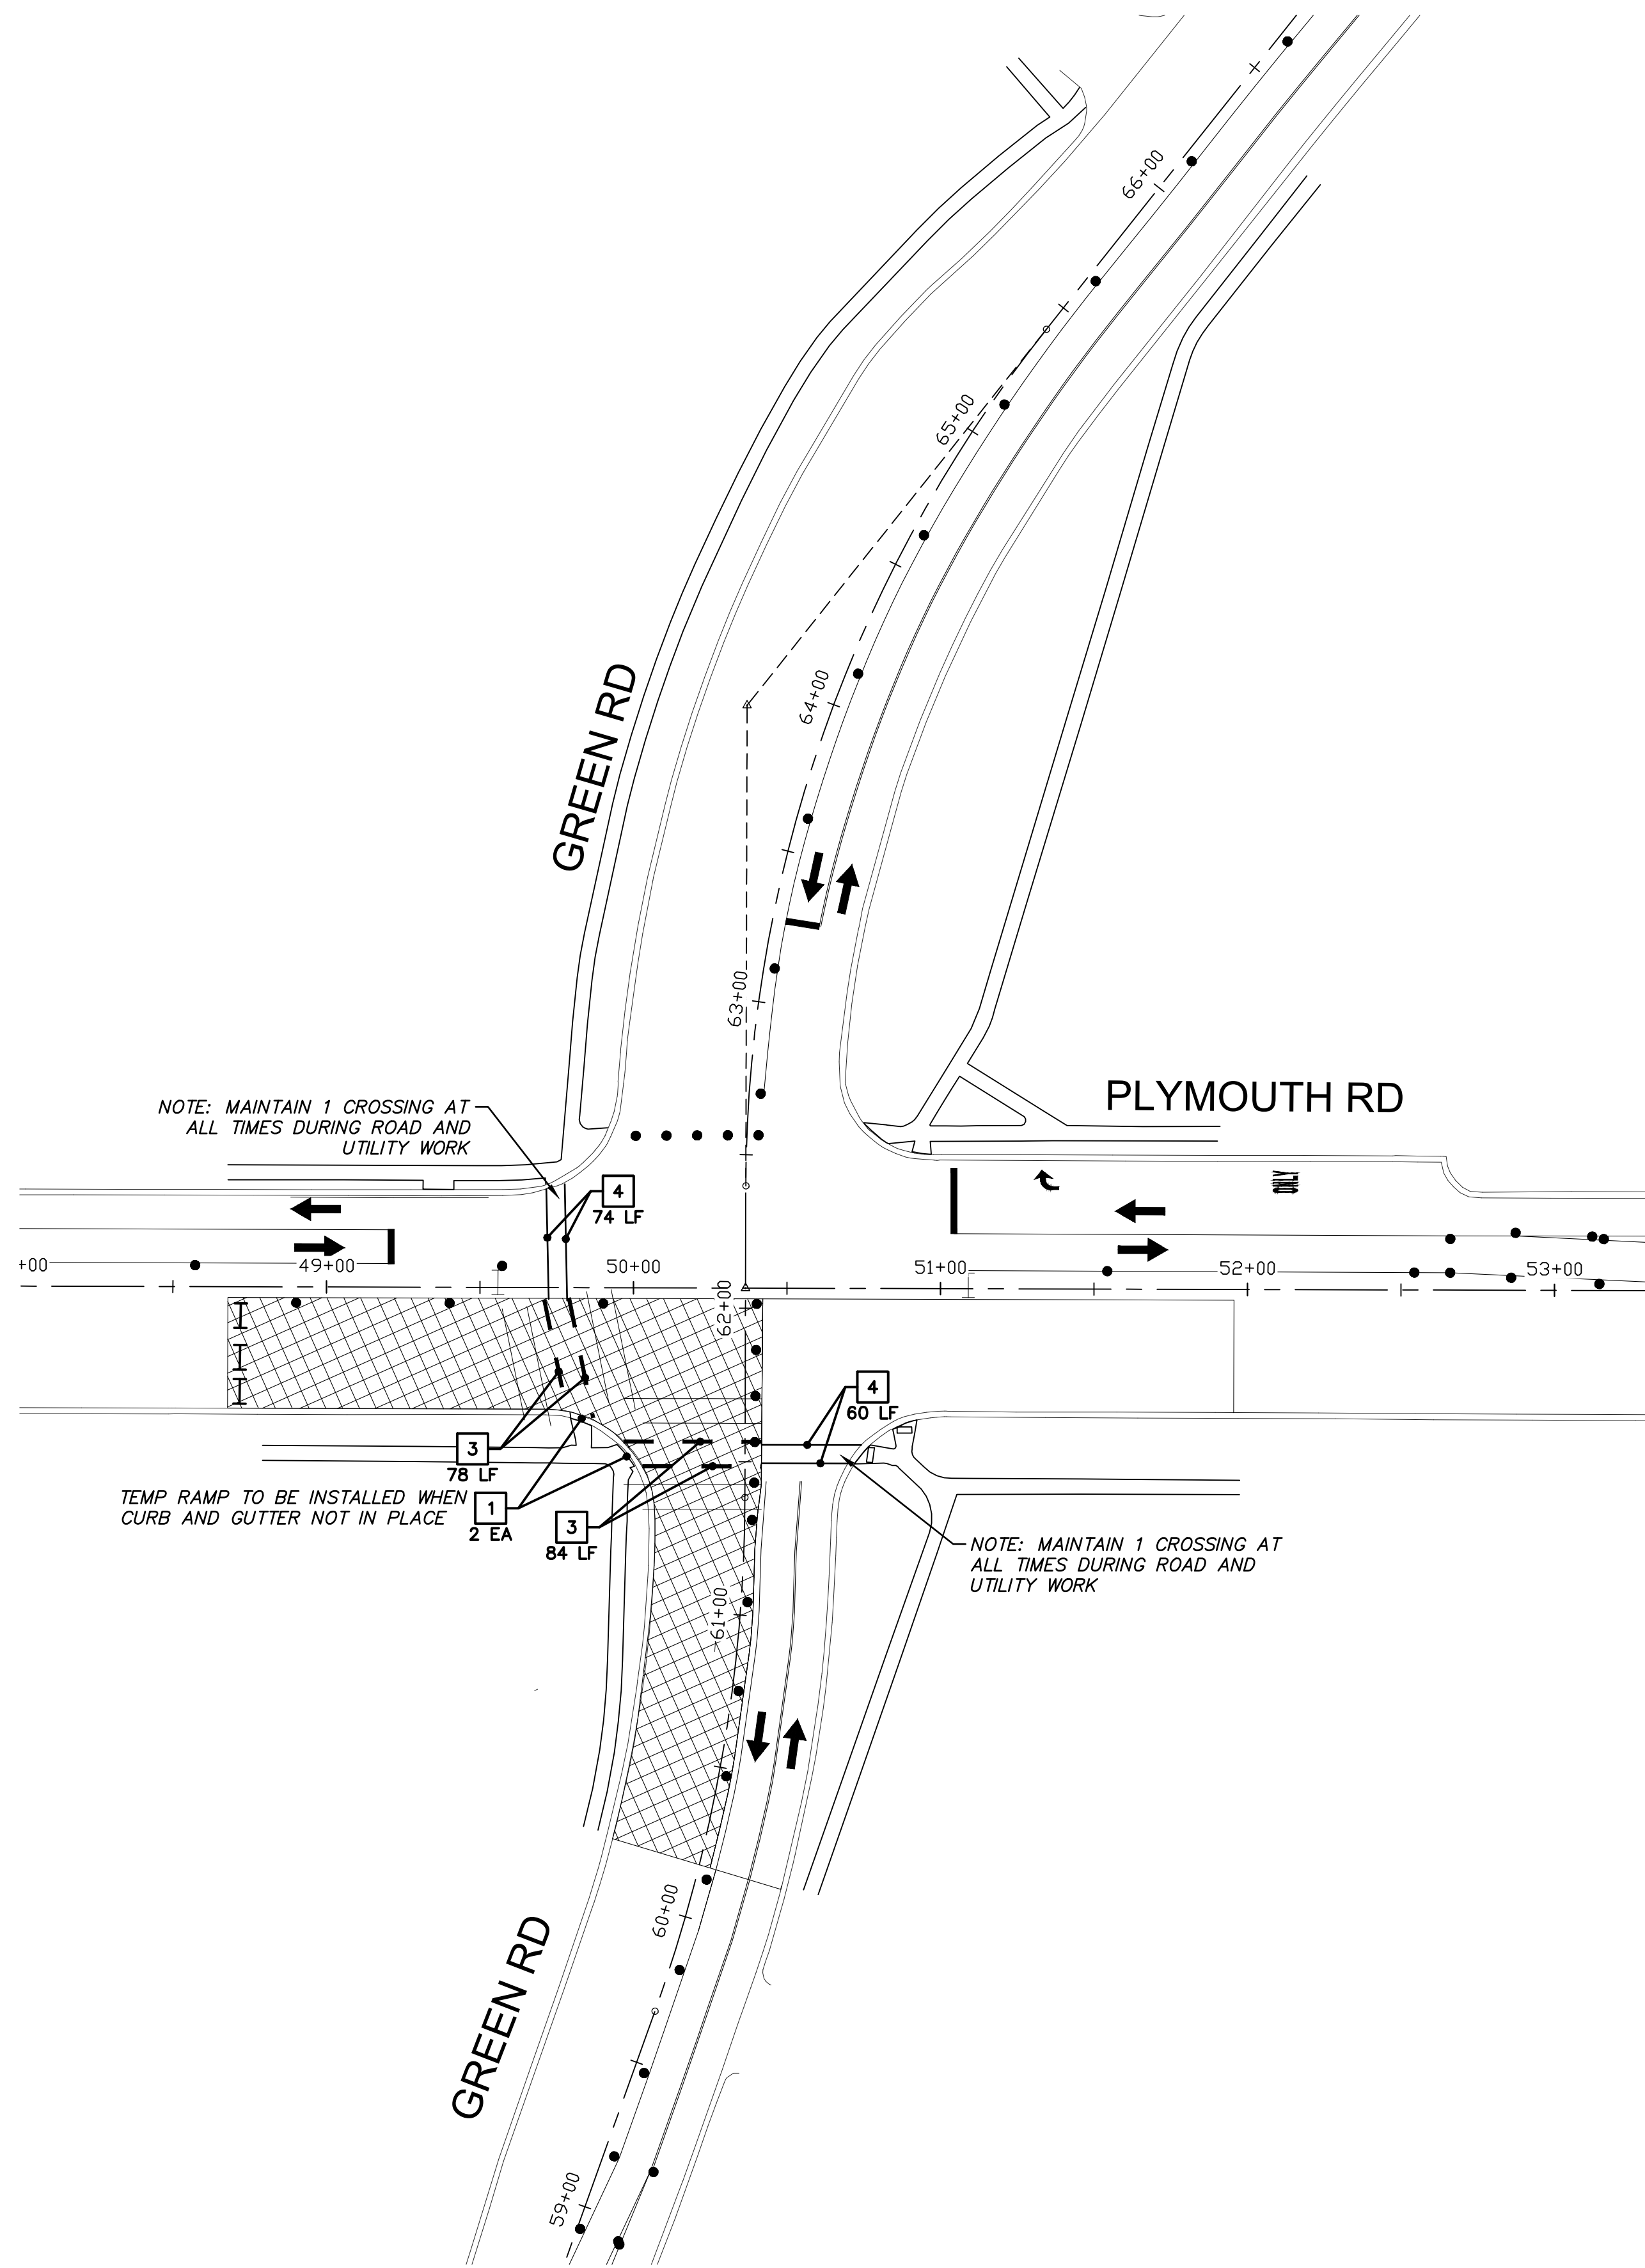 66+00
65+00
GREEN RD
64+00
63+00
PLYMOUTH RD
NOTE: MAINTAIN 1 CROSSING AT
ALL TIMES DURING ROAD AND
UTILITY WORK
4
74 LF
+00
49+00
50+00
51+00
52+00
53+00
62+00
4
60 LF
3
78 LF
TEMP RAMP TO BE INSTALLED WHEN
CURB AND GUTTER NOT IN PLACE
1
2 EA
3
84 LF
NOTE: MAINTAIN 1 CROSSING AT
ALL TIMES DURING ROAD AND
UTILITY WORK
61+00
60+00
GREEN RD
59+00